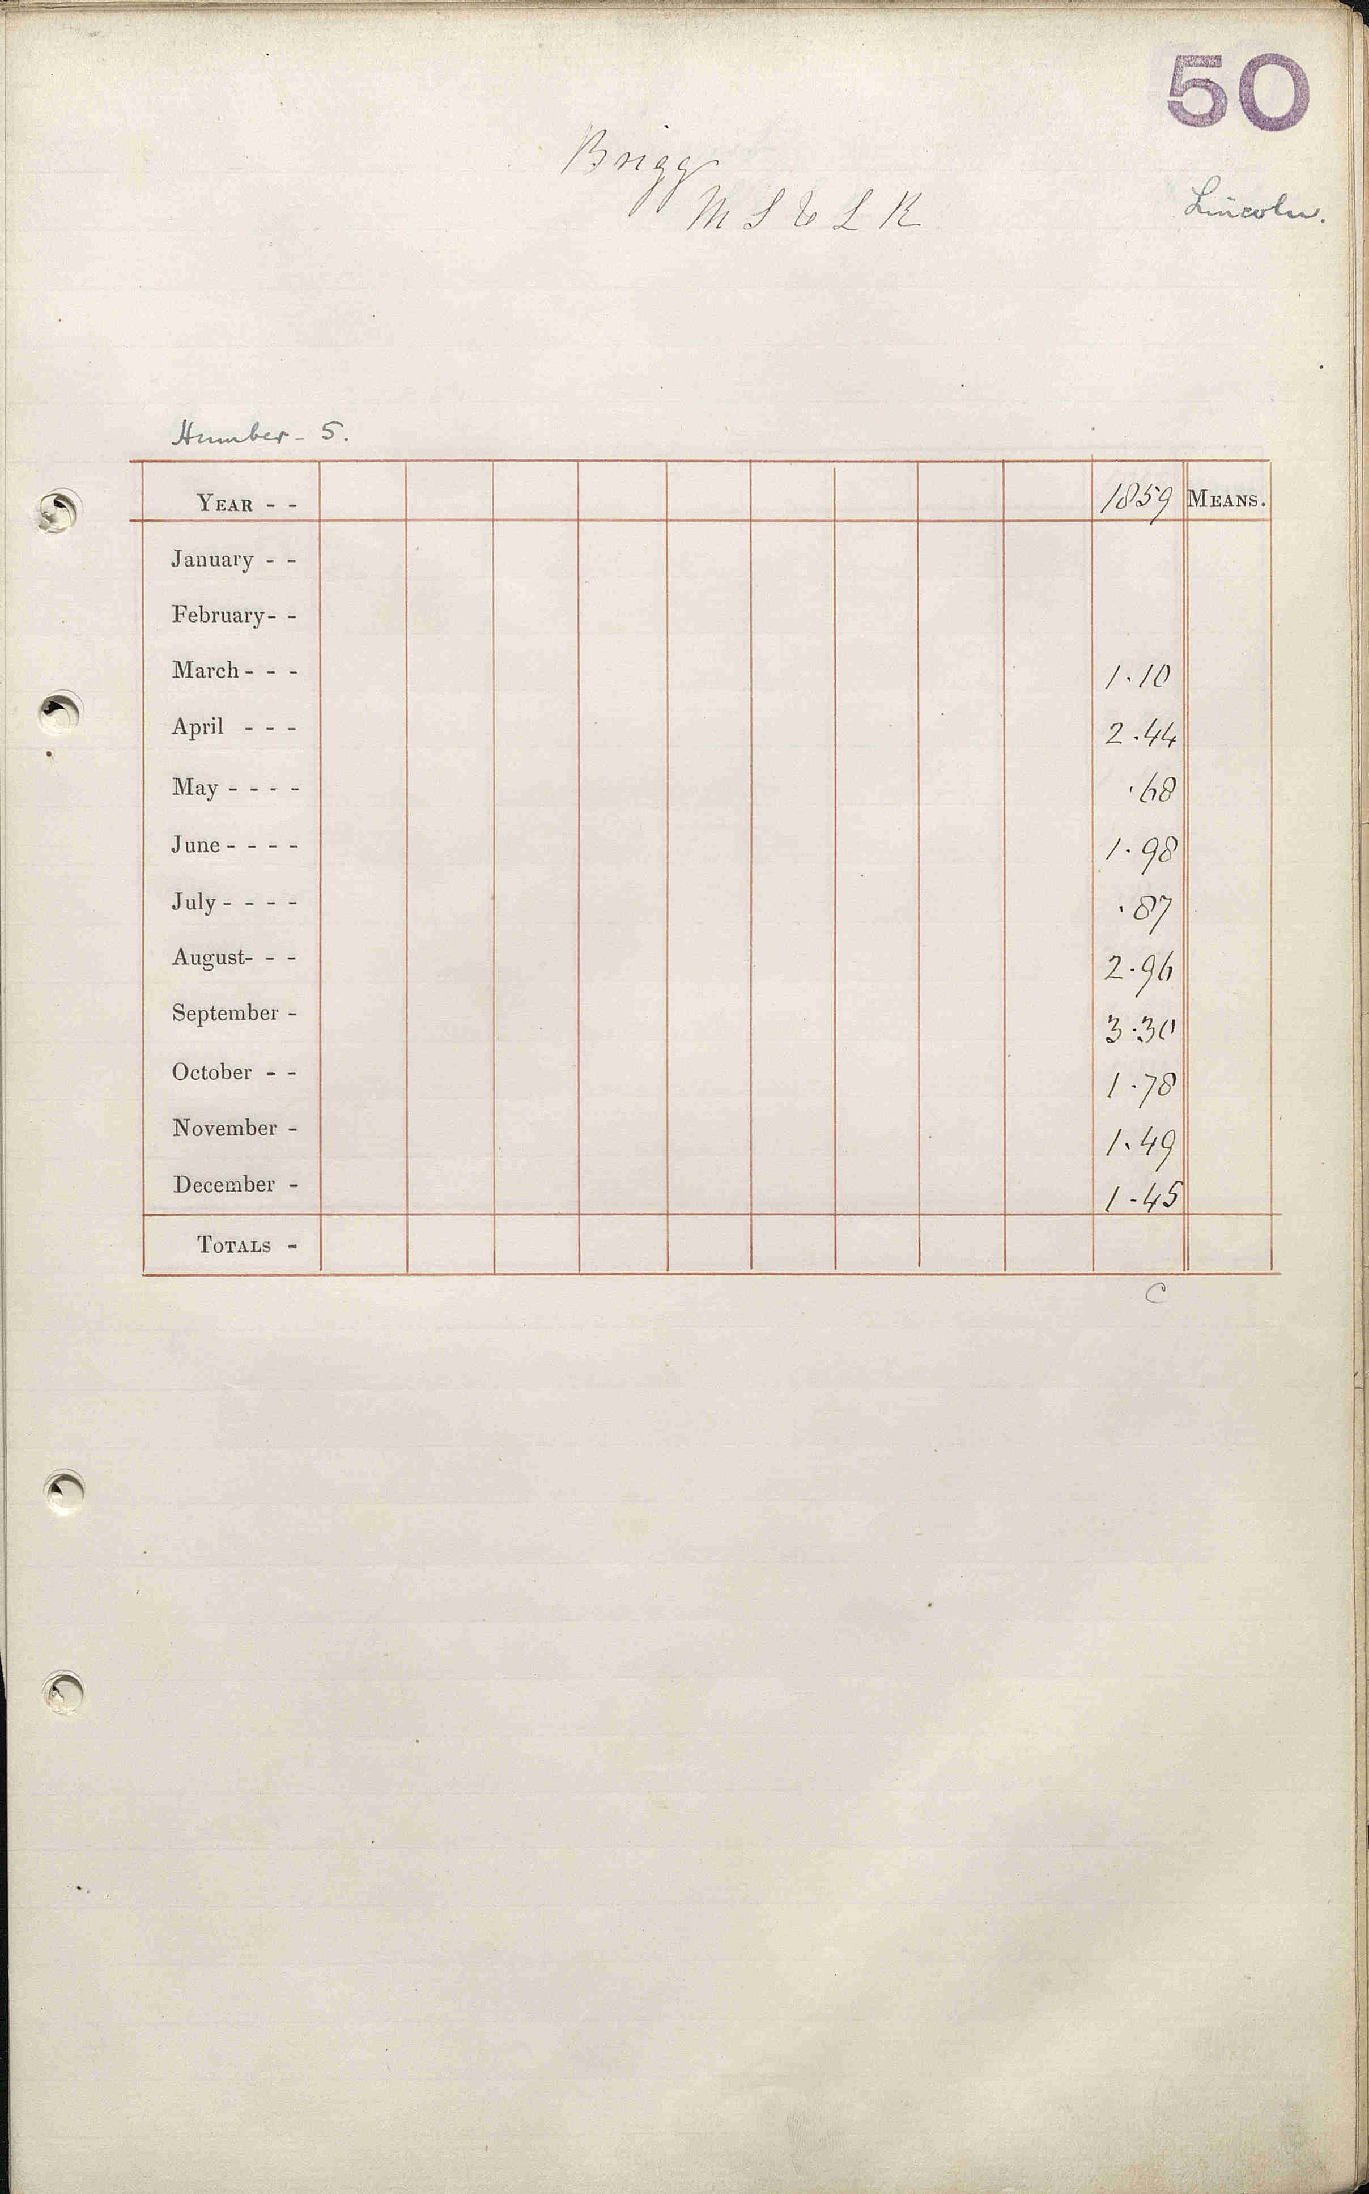 50
Brigg
M S & L R
Lincoln.
Humber - 5.
YEAR - - 1859 MEANS.
January - -
February - -
March - - - 1.10
April - - - 2.44
May - - - - .68
June - - - - 1.98
July - - - - .87
August - - - 2.96
September - 3.30
October - - 1.78
November - 1.49
December - 1.45
TOTALS -
C